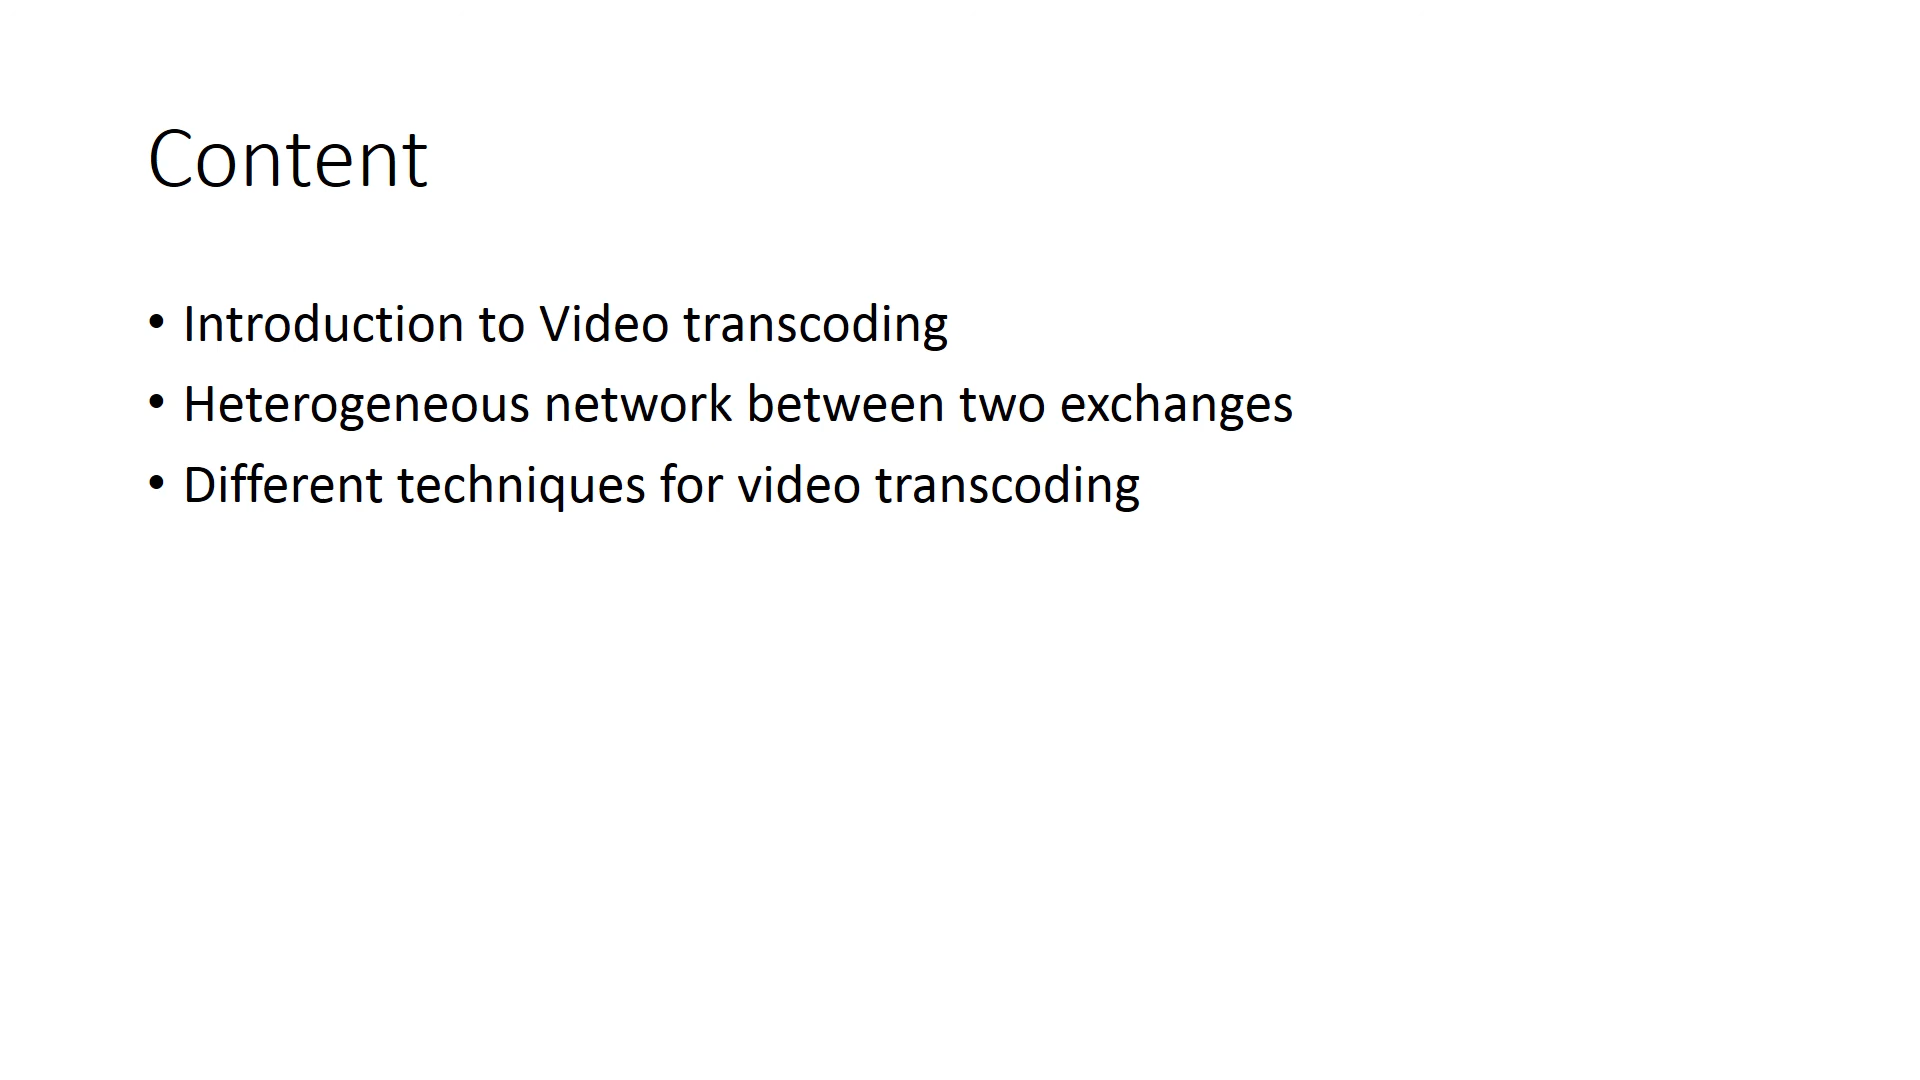 Content
• Introduction to Video transcoding
• Heterogeneous network between two exchanges
• Different techniques for video transcoding